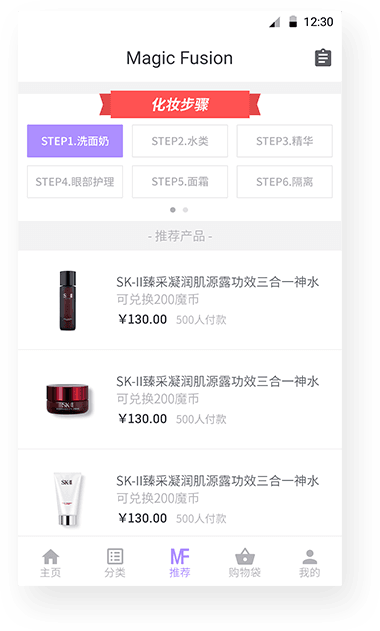 12:30
Magic Fusion
化妆步骤
STEP1.洗面奶
STEP2.水类
STEP3.精华
STEP4.眼部护理
STEP5.面霜
STEP6.隔离
- 推荐产品 -
SK-II臻采凝润肌源露功效三合一神水
可兑换200魔币
¥130.00 500人付款
SK-II臻采凝润肌源露功效三合一神水
可兑换200魔币
¥130.00 500人付款
SK-II臻采凝润肌源露功效三合一神水
可兑换200魔币
¥130.00 500人付款
SK-II
SK-II
SK-II
MF
主页
分类
推荐
购物袋
我的